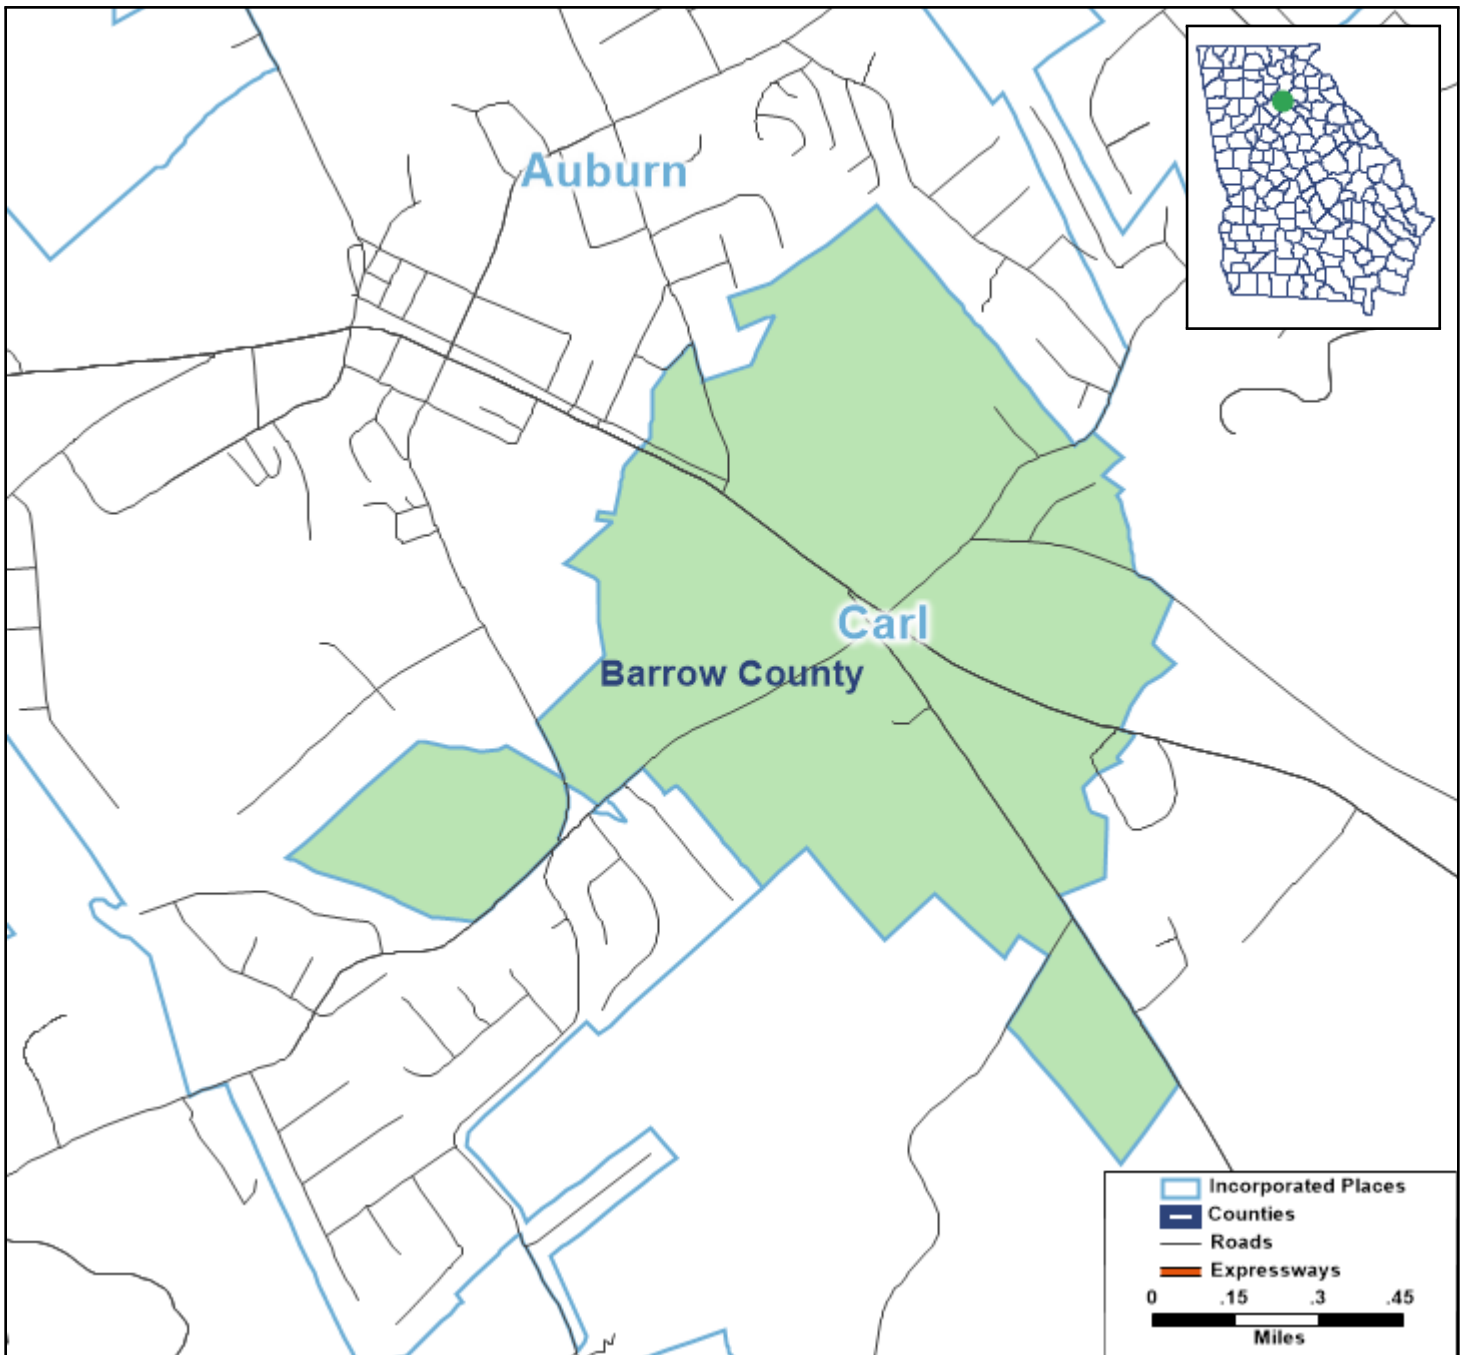 Auburn
Carl
Barrow County
Incorporated Places
Counties
Roads
Expressways
0 .15 .3 .45
Miles